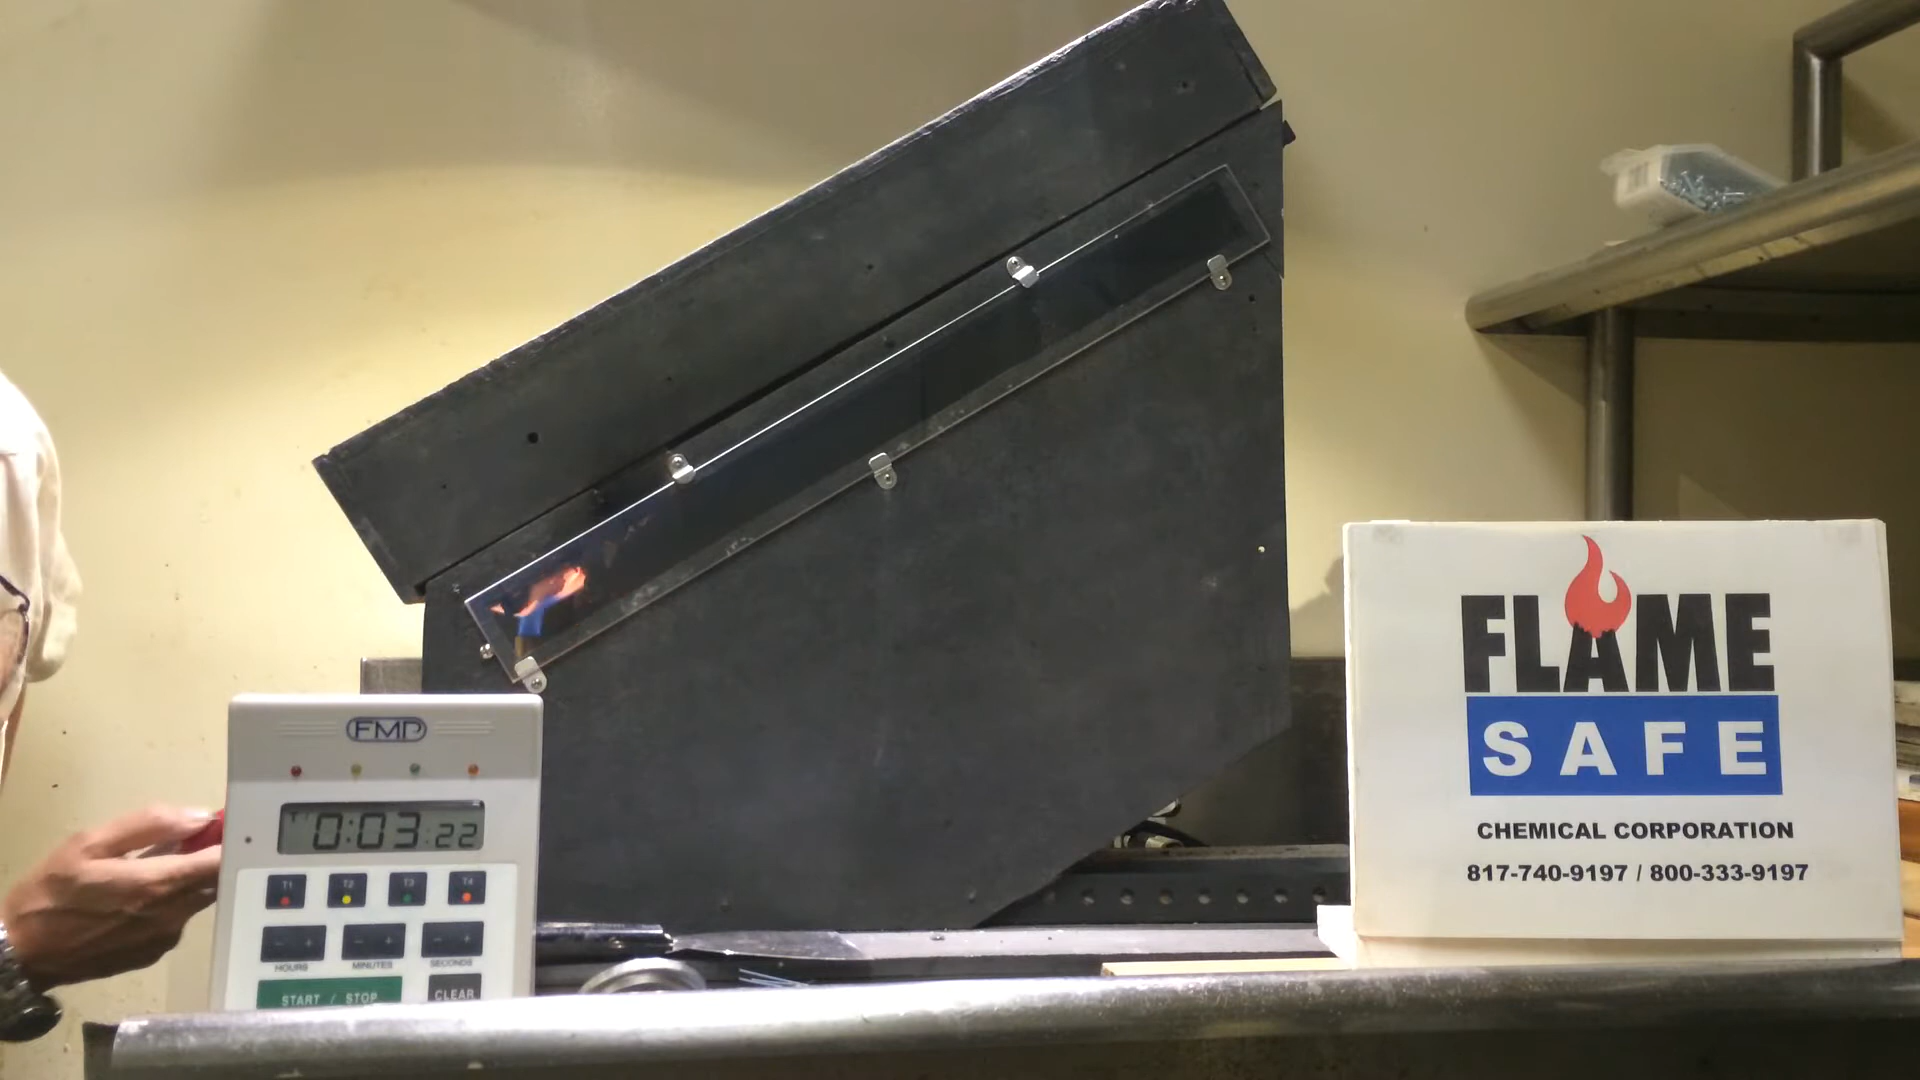 FMP
T1 0:03:22
T1 T2 T3 T4
- + - + - +
HOURS MINUTES SECONDS
START / STOP CLEAR
FLAME
SAFE
CHEMICAL CORPORATION
817-740-9197 / 800-333-9197